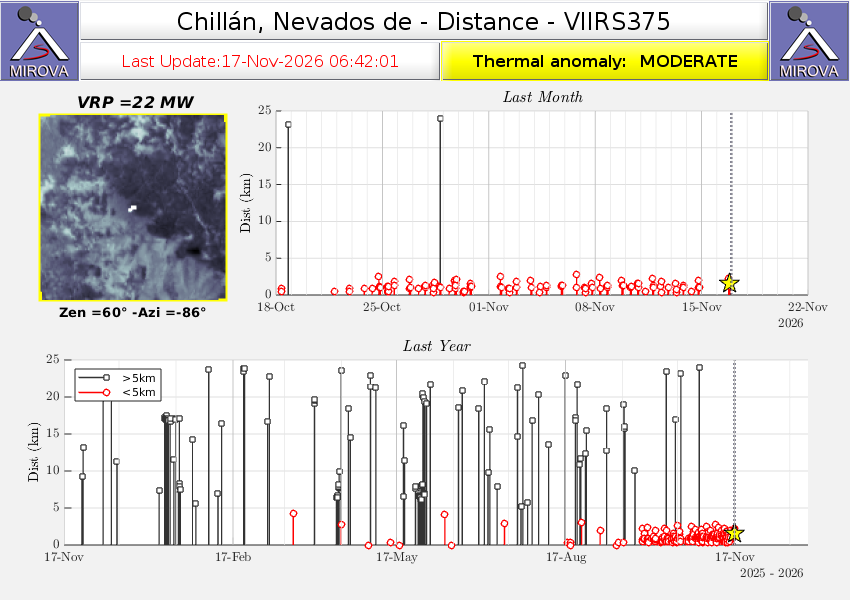 Chillán, Nevados de - Distance - VIIRS375
MIROVA
Last Update:17-Nov-2026 06:42:01
Thermal anomaly: MODERATE
MIROVA
VRP =22 MW
Zen =60° -Azi =-86°
Last Month
Dist (km)
25
20
15
10
5
0
18-Oct 25-Oct 01-Nov 08-Nov 15-Nov 22-Nov
2026
Last Year
Dist (km)
25
20
15
10
5
0
>5km
<5km
17-Nov 17-Feb 17-May 17-Aug 17-Nov
2025 - 2026